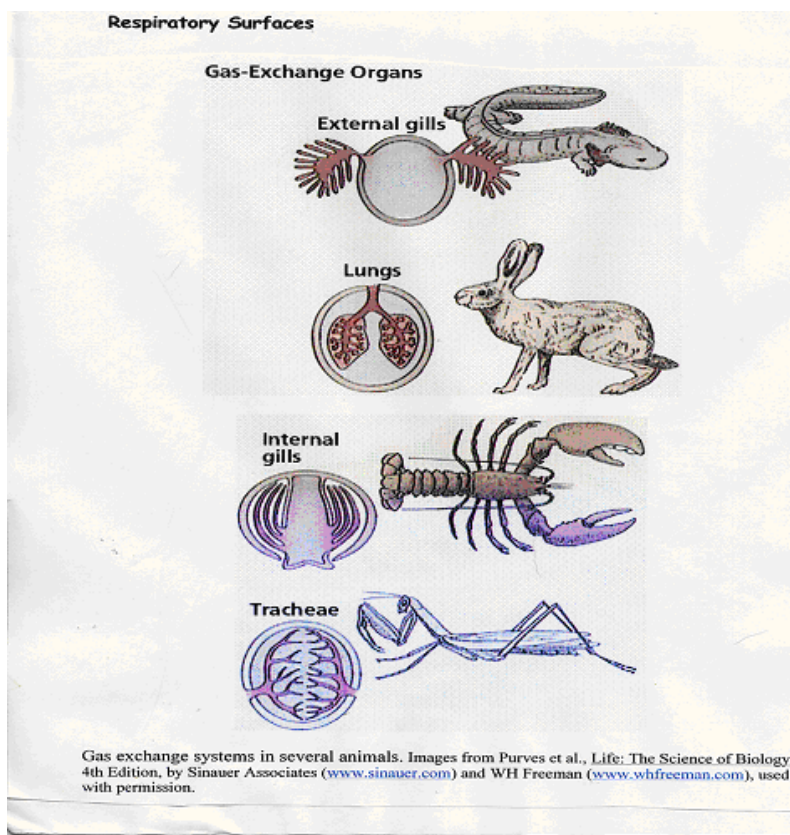 Respiratory Surfaces
Gas-Exchange Organs
External gills
Lungs
Internal
gills
Tracheae
Gas exchange systems in several animals. Images from Purves et al., Life: The Science of Biology
4th Edition, by Sinauer Associates (www.sinauer.com) and WH Freeman (www.whfreeman.com), used
with permission.